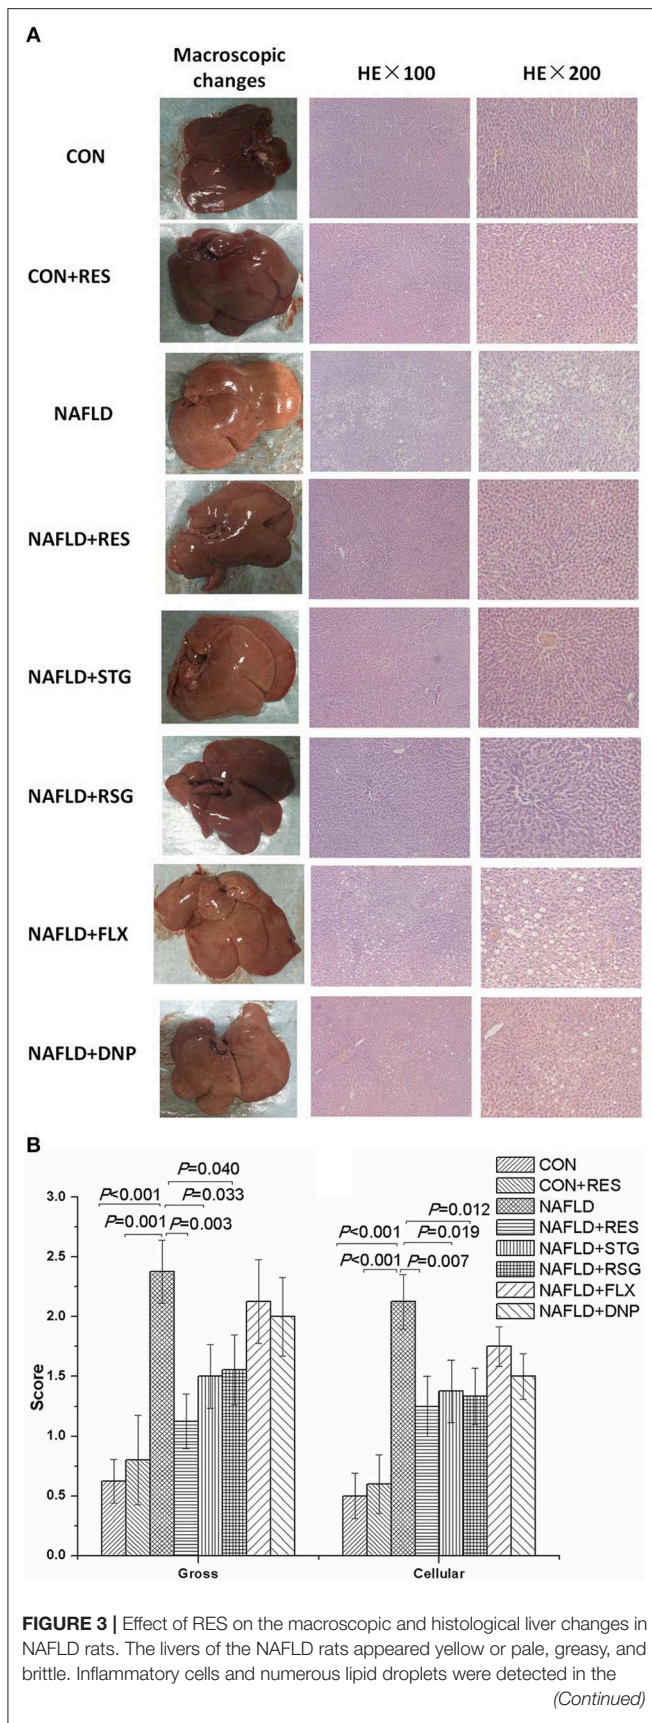 A
Macroscopic
changes
HE×100
HE×200
CON
CON+RES
NAFLD
NAFLD+RES
NAFLD+STG
NAFLD+RSG
NAFLD+FLX
NAFLD+DNP
B
P=0.040
P<0.001
P=0.033
P=0.001
P=0.003
P=0.012
P<0.001
P=0.019
P<0.001
P=0.007
CON
CON+RES
NAFLD
NAFLD+RES
NAFLD+STG
NAFLD+RSG
NAFLD+FLX
NAFLD+DNP
3.0
2.5
2.0
1.5
1.0
0.5
0.0
Score
Gross
Cellular
FIGURE 3 | Effect of RES on the macroscopic and histological liver changes in
NAFLD rats. The livers of the NAFLD rats appeared yellow or pale, greasy, and
brittle. Inflammatory cells and numerous lipid droplets were detected in the
(Continued)